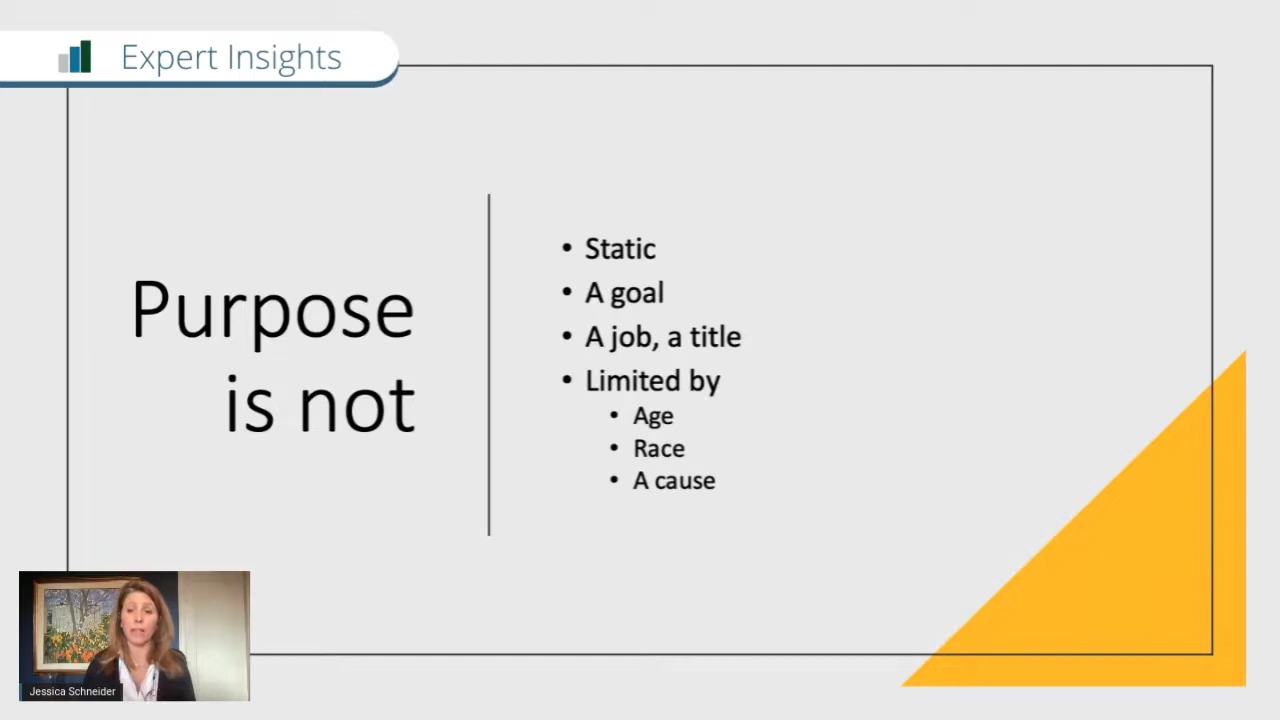 Expert Insights
Purpose
is not
• Static
• A goal
• A job, a title
• Limited by
• Age
• Race
• A cause
Jessica Schneider